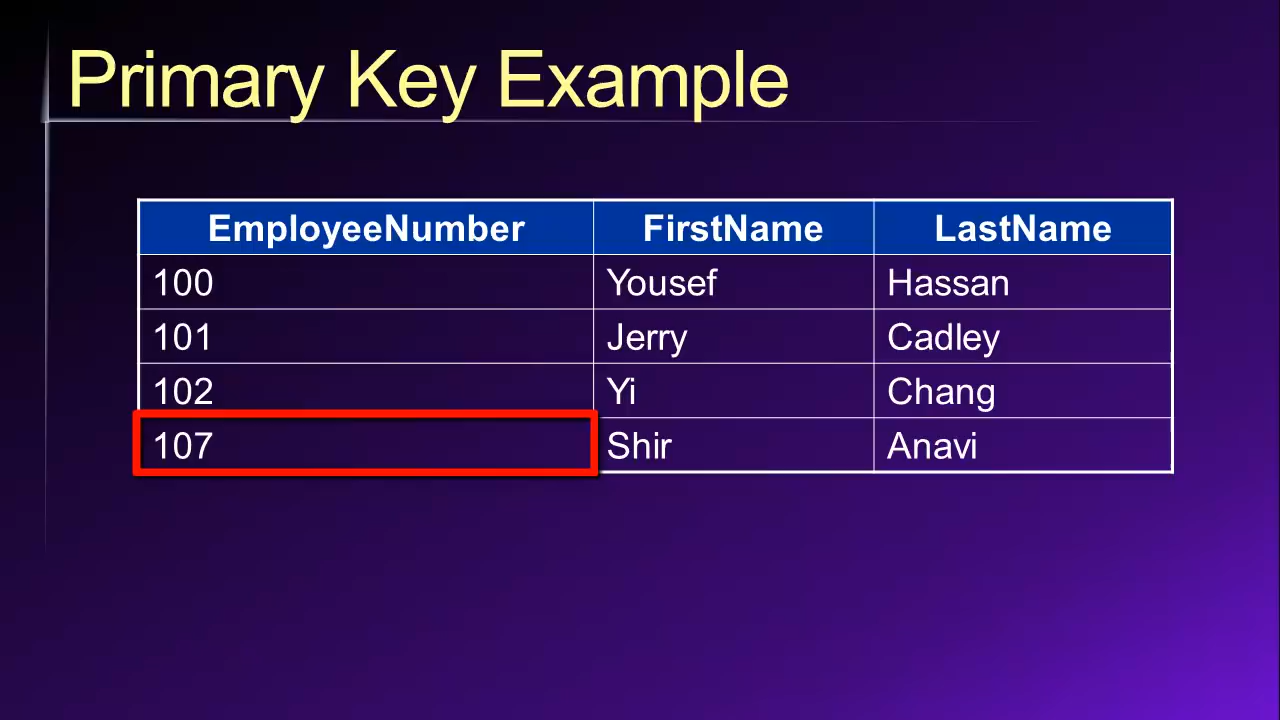 Primary Key Example
EmployeeNumber FirstName LastName
100 Yousef Hassan
101 Jerry Cadley
102 Yi Chang
107 Shir Anavi